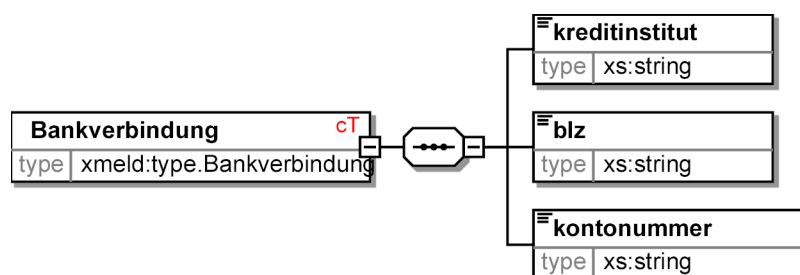 kreditinstitut
type xs:string
Bankverbindung cT
type xmeld:type.Bankverbindung
blz
type xs:string
kontonummer
type xs:string